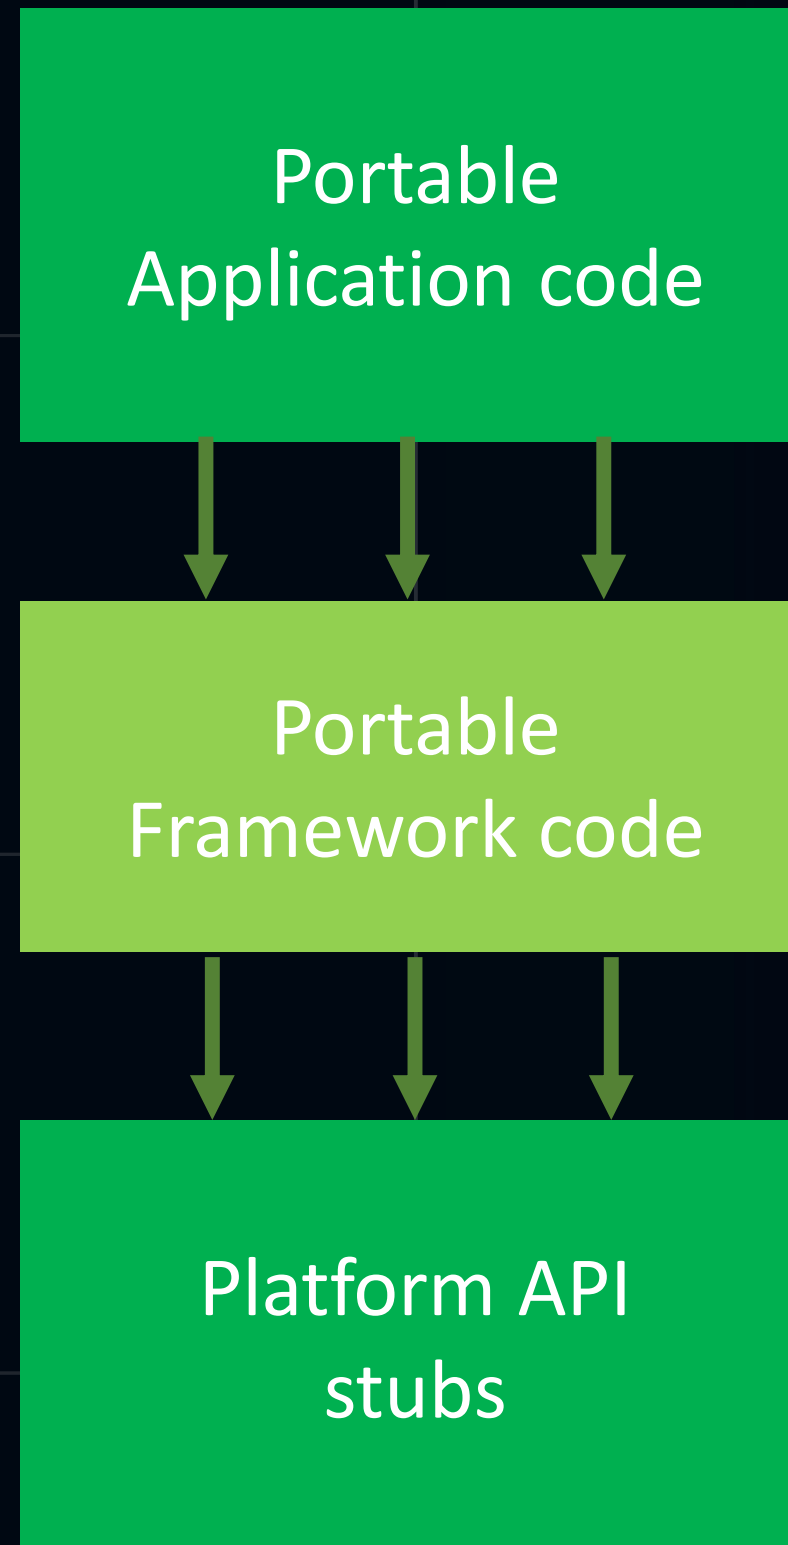 Portable
Application code
Portable
Framework code
Platform API
stubs